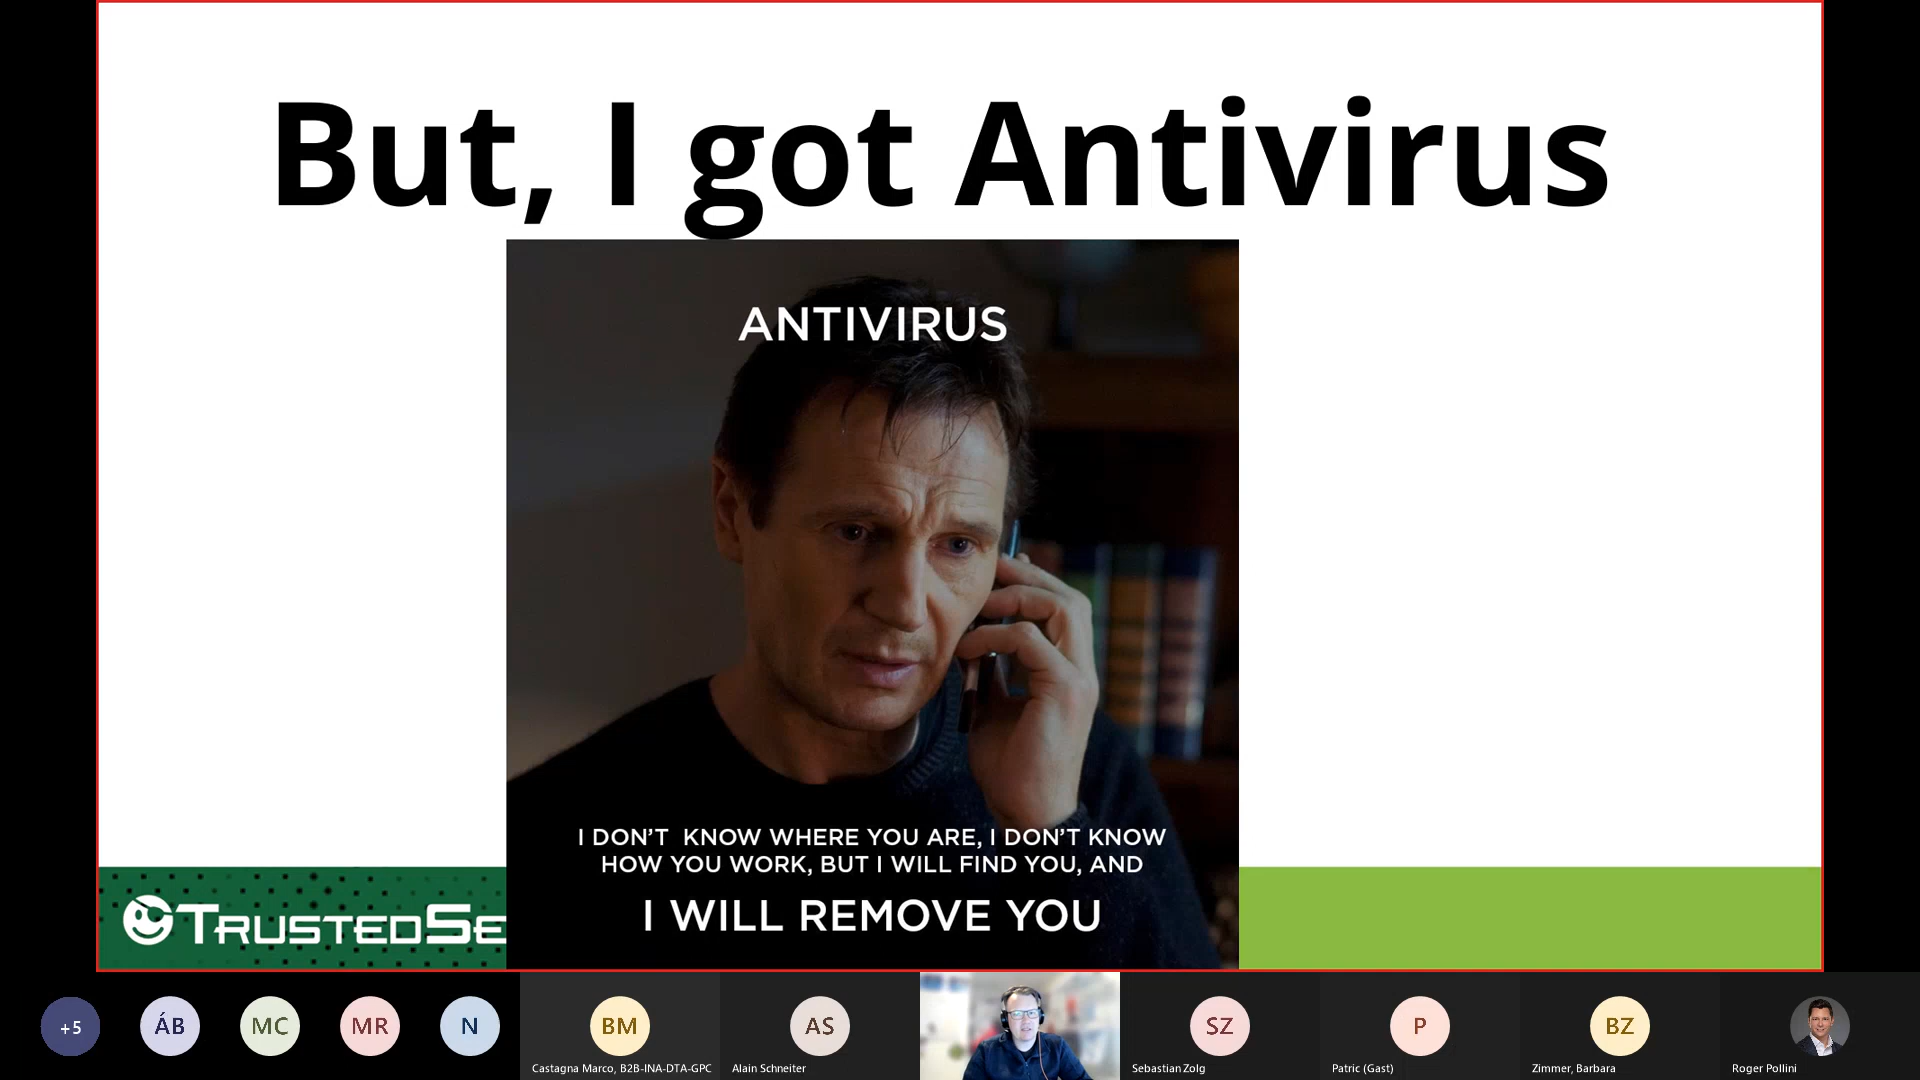 But, I got Antivirus
ANTIVIRUS
I DON'T  KNOW WHERE YOU ARE, I DON'T KNOW
HOW YOU WORK, BUT I WILL FIND YOU, AND
I WILL REMOVE YOU
TRUSTEDSE
+5
ÁB
MC
MR
N
BM
Castagna Marco, B2B-INA-DTA-GPC
AS
Alain Schneiter
SZ
Sebastian Zolg
P
Patric (Gast)
BZ
Zimmer, Barbara
Roger Pollini